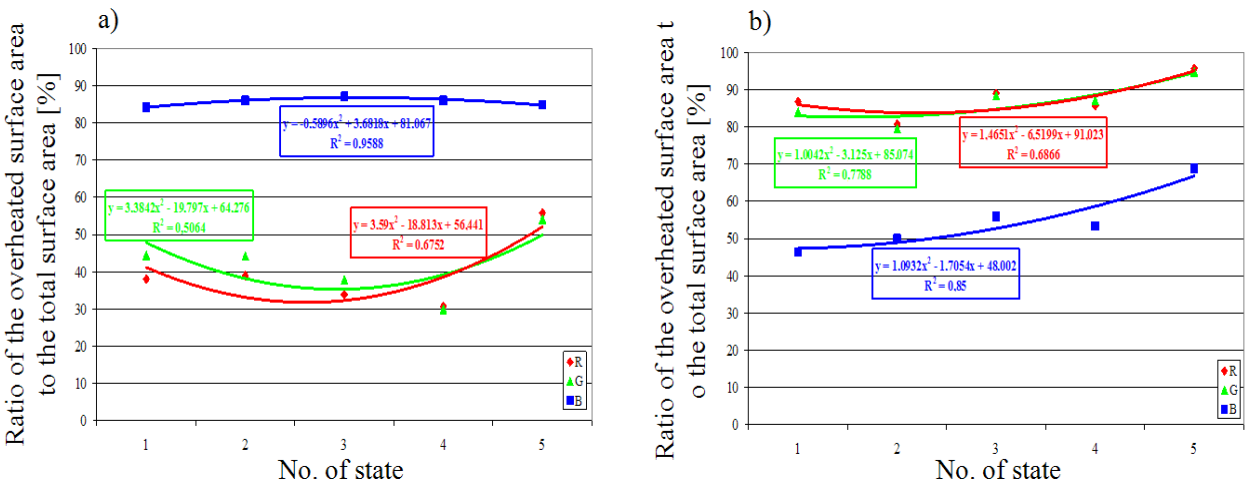 a)
Ratio of the overheated surface area
to the total surface area [%]
100
90
80
70
60
50
40
30
20
10
0
y = -0.5896x² + 3.6818x + 81.067
R² = 0.9588
y = 3.3842x² - 19.797x + 64.276
R² = 0.5064
y = 3.59x² - 18.813x + 56.441
R² = 0.6752
R
G
B
1
2
3
4
5
No. of state
b)
Ratio of the overheated surface area t
o the total surface area [%]
100
90
80
70
60
50
40
30
20
10
0
y = 1.4651x² - 6.5199x + 91.023
R² = 0.6866
y = 1.0042x² - 3.125x + 85.074
R² = 0.7788
y = 1.0932x² - 1.7054x + 48.002
R² = 0.85
R
G
B
1
2
3
4
5
No. of state